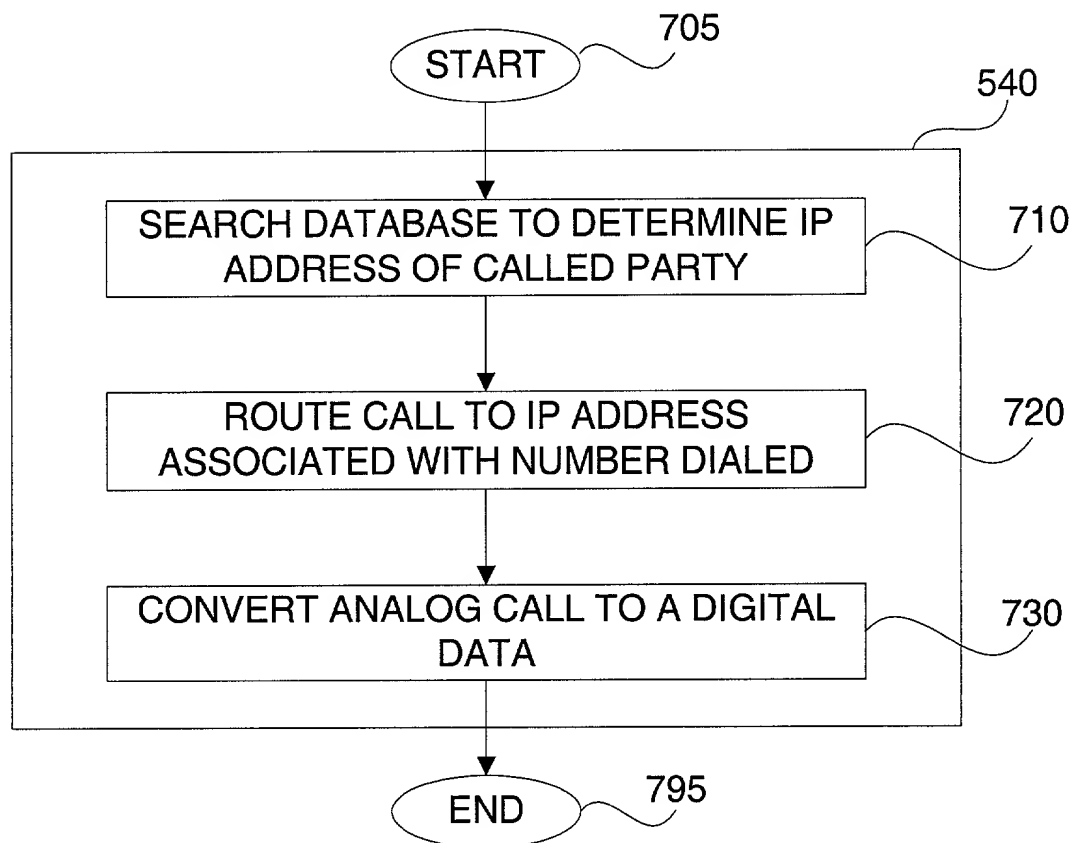 705
START
540
SEARCH DATABASE TO DETERMINE IP
ADDRESS OF CALLED PARTY
710
ROUTE CALL TO IP ADDRESS
ASSOCIATED WITH NUMBER DIALED
720
CONVERT ANALOG CALL TO A DIGITAL
DATA
730
END
795